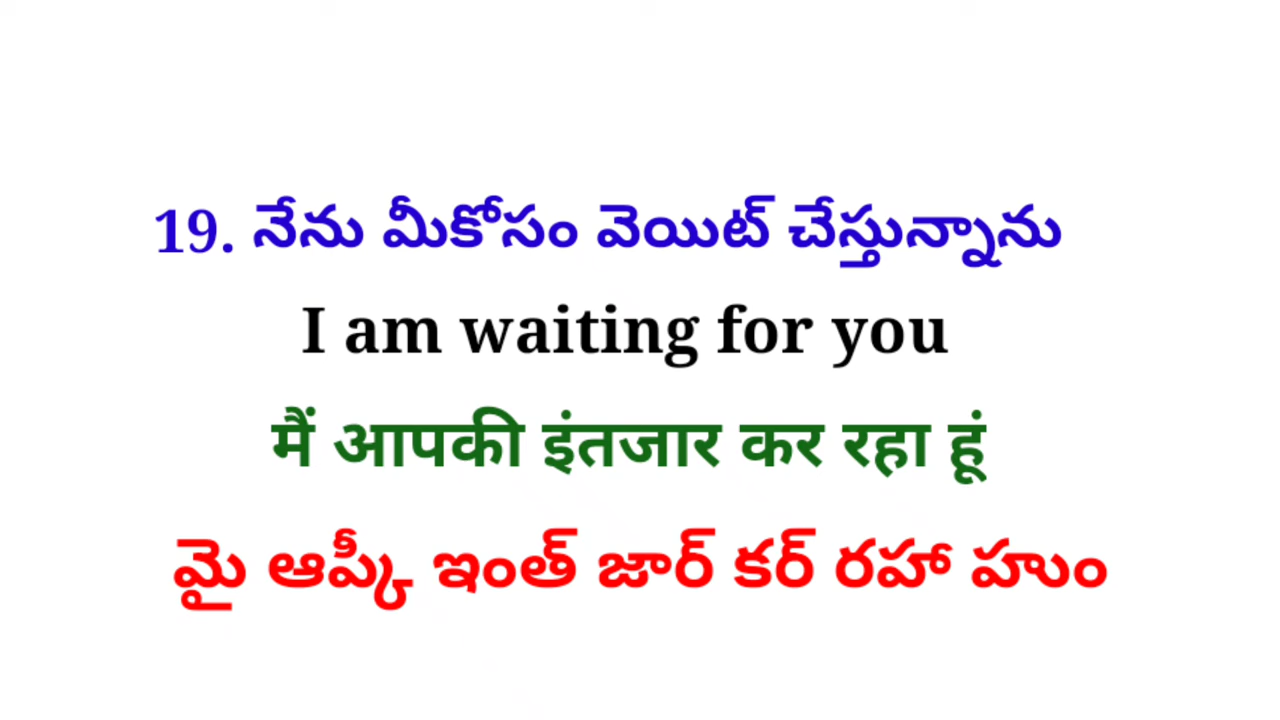 19. నేను మీకోసం వెయిట్ చేస్తున్నాను
I am waiting for you
मैं आपकी इंतजार कर रहा हूं
మై ఆప్కీ ఇంత్ జార్ కర్ రహా హుం